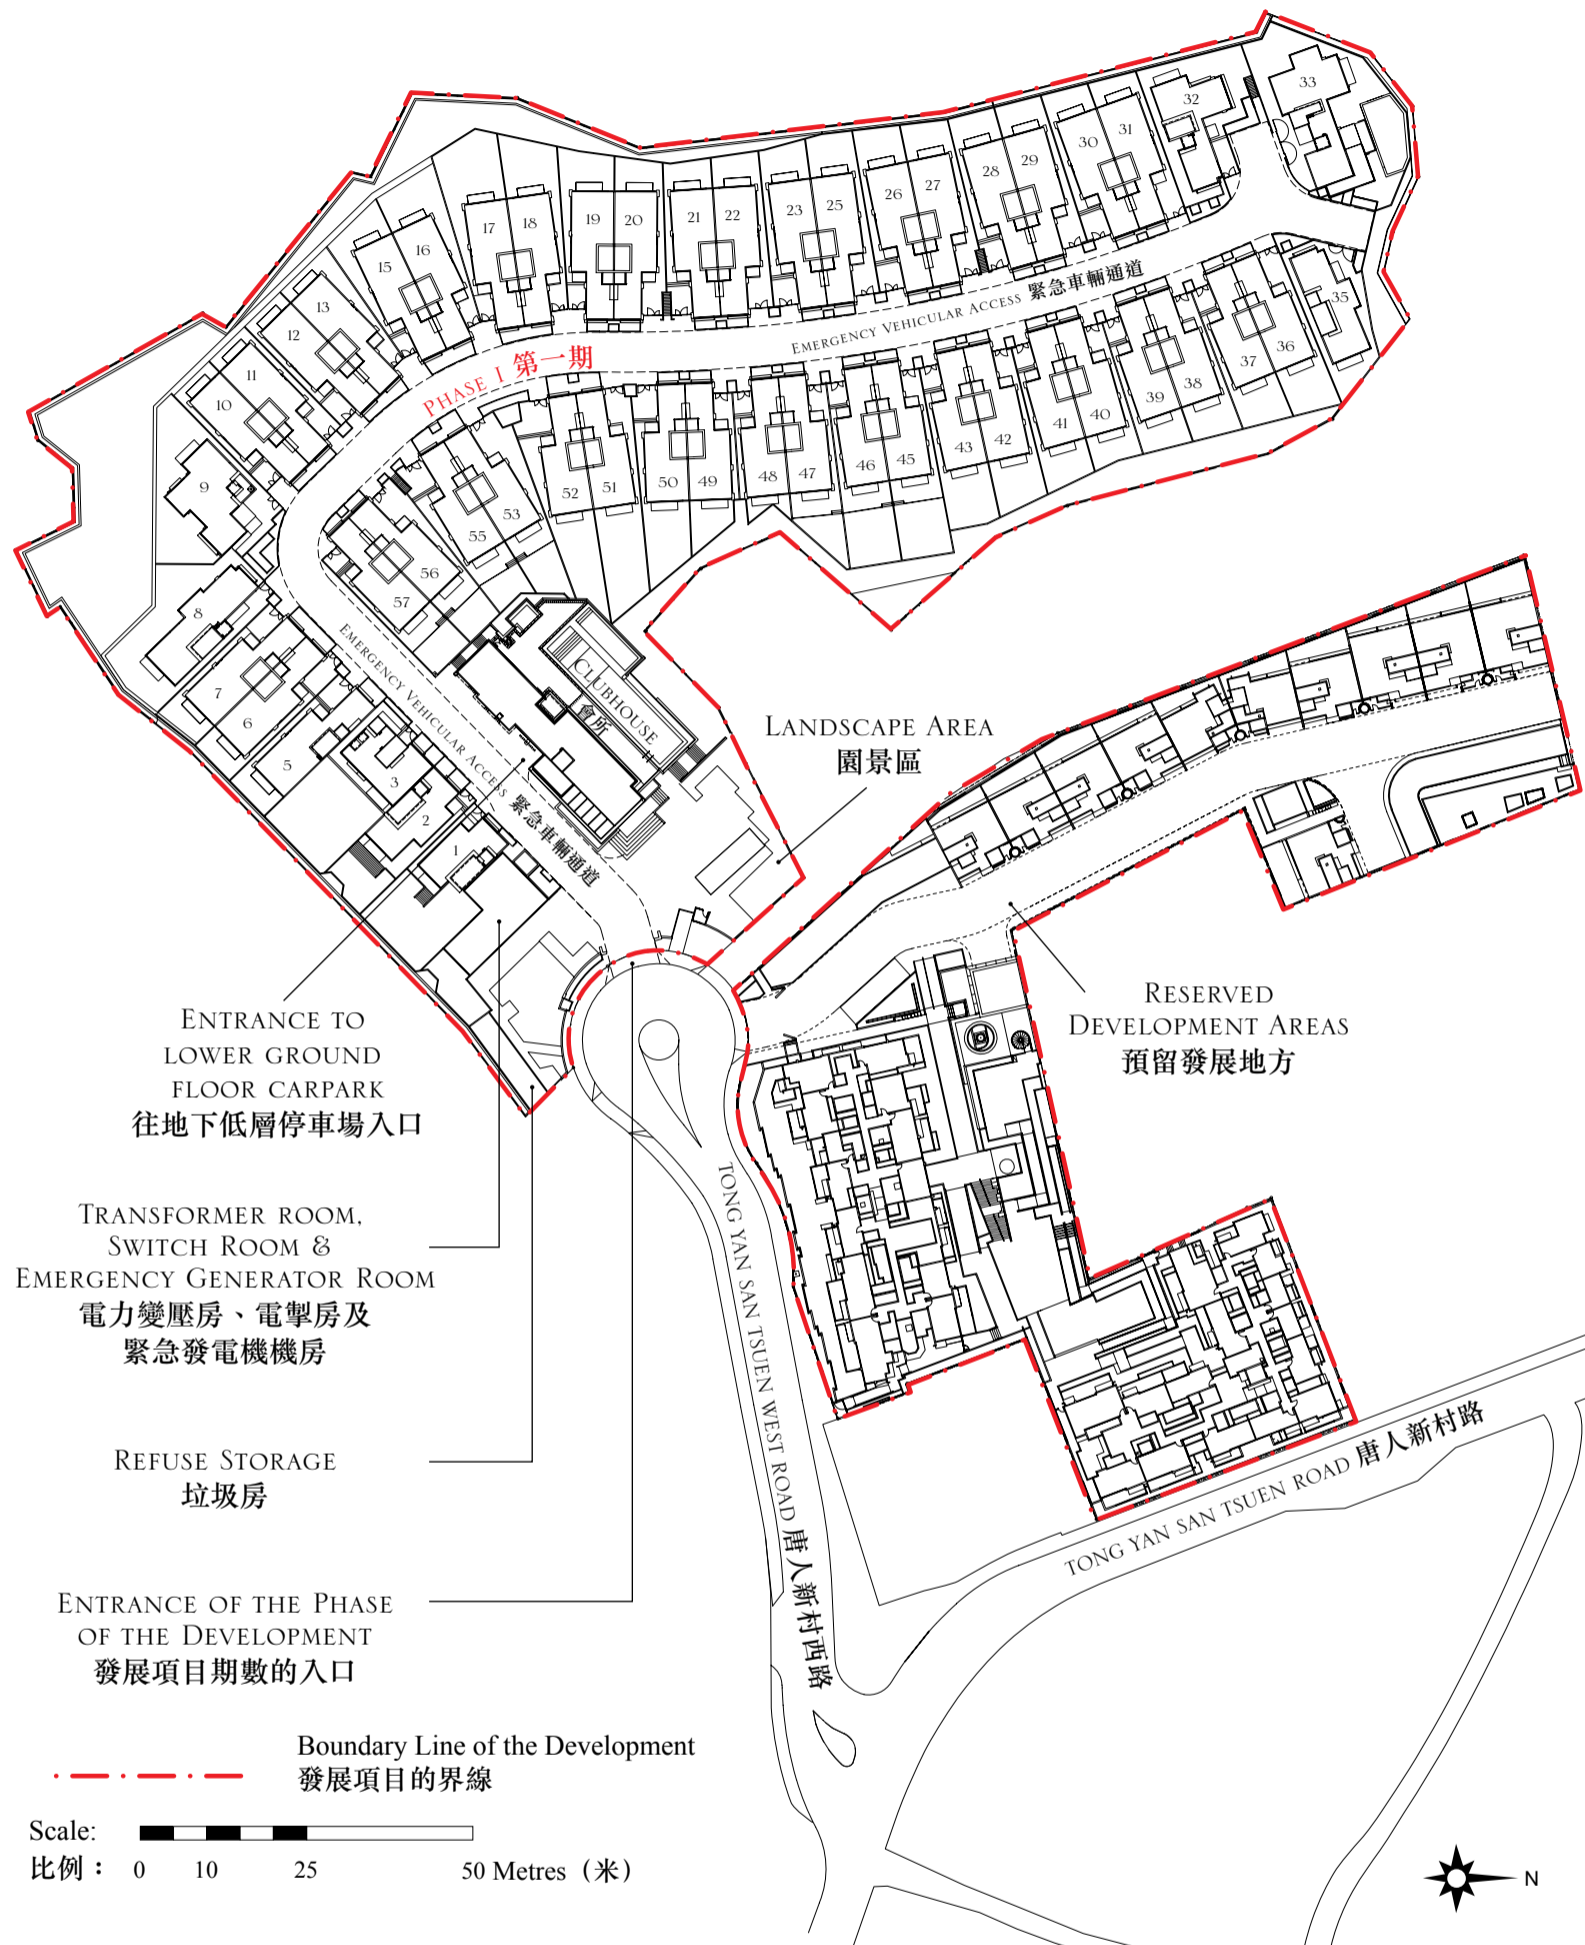 33
32
31
30
29
28
27
26
25
23
22
21
20
19
18
17
16
15
13
12
11
10
9
8
7
6
5
3
2
1
35
36
37
38
39
40
41
42
43
45
46
47
48
49
50
51
52
53
55
56
57
EMERGENCY VEHICULAR ACCESS 緊急車輛通道
PHASE 1 第一期
EMERGENCY VEHICULAR ACCESS 緊急車輛通道
CLUBHOUSE
會所
LANDSCAPE AREA
園景區
RESERVED
DEVELOPMENT AREAS
預留發展地方
ENTRANCE TO
LOWER GROUND
FLOOR CARPARK
往地下低層停車場入口
TRANSFORMER ROOM,
SWITCH ROOM &
EMERGENCY GENERATOR ROOM
電力變壓房、電掣房及
緊急發電機機房
REFUSE STORAGE
垃圾房
ENTRANCE OF THE PHASE
OF THE DEVELOPMENT
發展項目期數的入口
TONG YAN SAN TSUEN WEST ROAD 唐人新村西路
TONG YAN SAN TSUEN ROAD 唐人新村路
Boundary Line of the Development
發展項目的界線
Scale:
比例： 0 10 25 50 Metres（米）
N